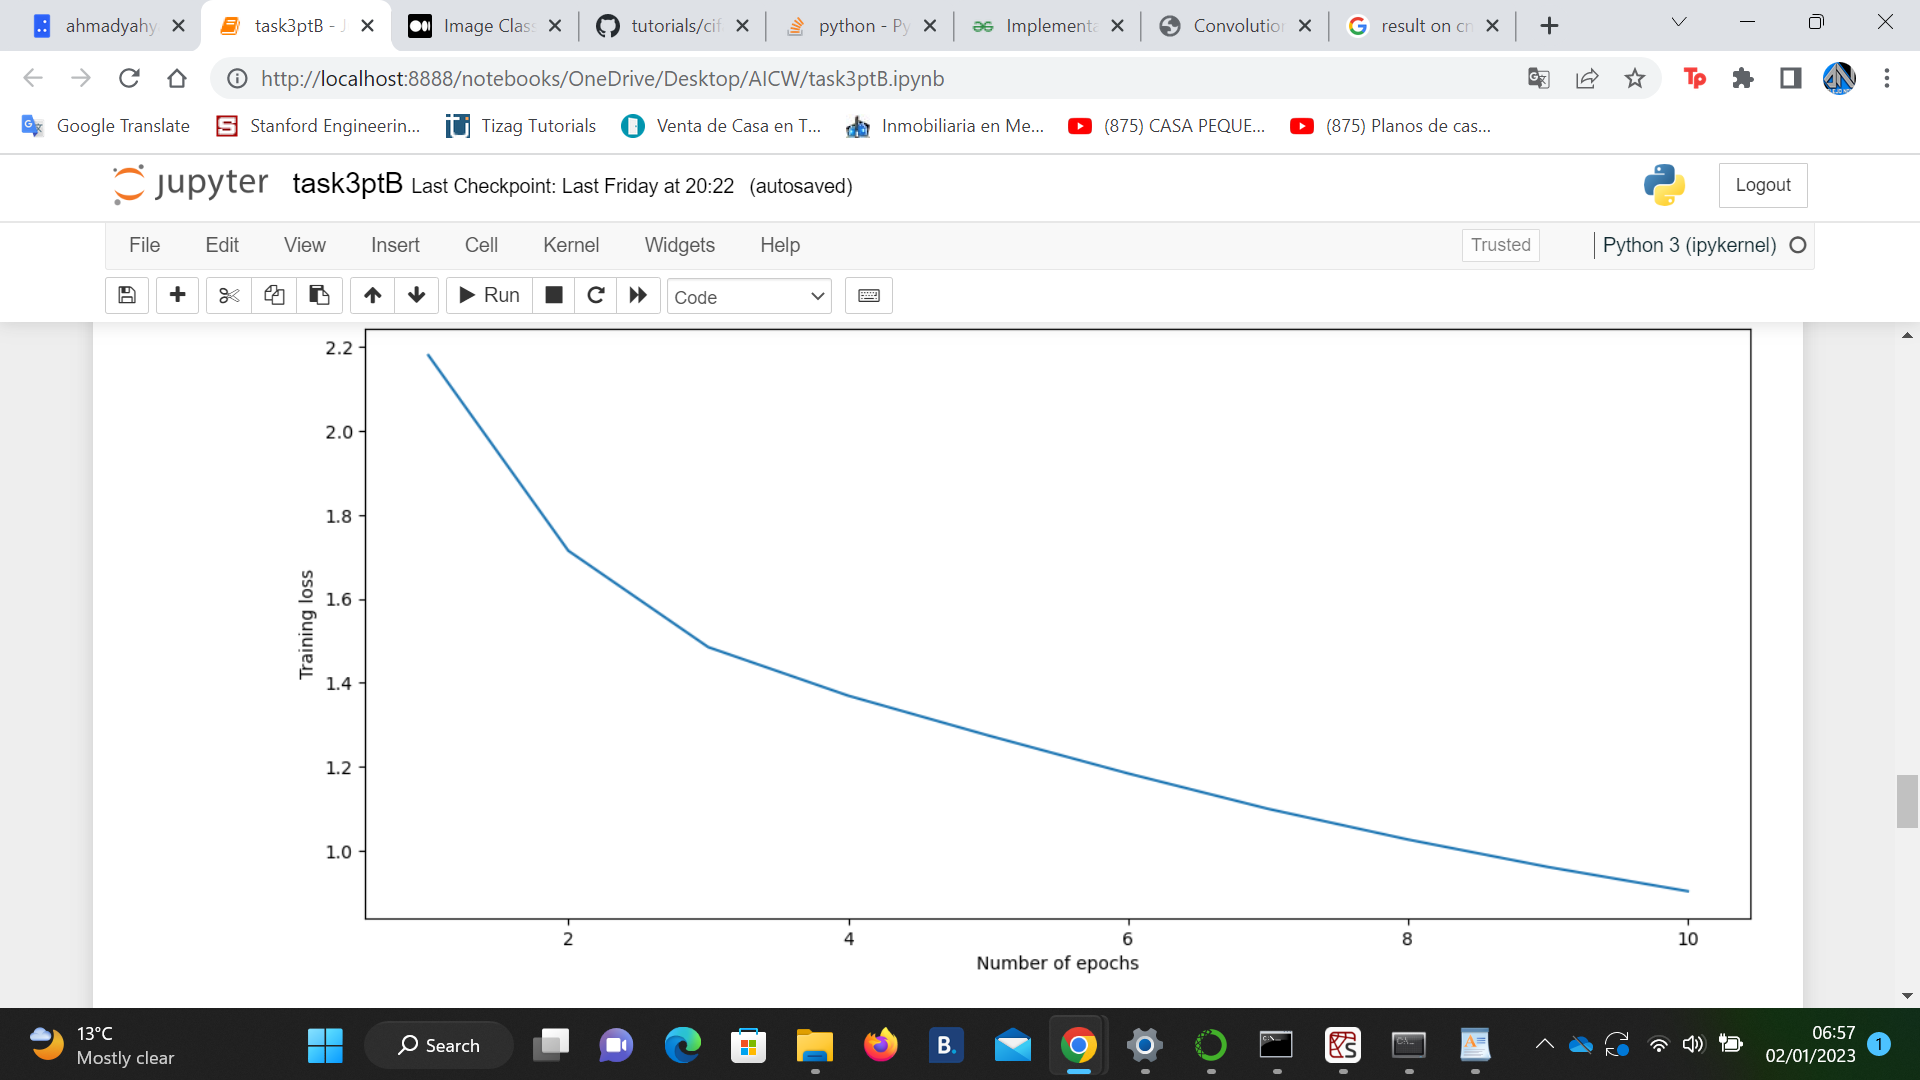 ahmadyahy
task3ptB - J
Image Clas
tutorials/cif
python - Py
Implementa
Convolution
result on cn
http://localhost:8888/notebooks/OneDrive/Desktop/AICW/task3ptB.ipynb
Tp
Google Translate
Stanford Engineerin...
Tizag Tutorials
Venta de Casa en T...
Inmobiliaria en Me...
(875) CASA PEQUE...
(875) Planos de cas...
jupyter task3ptB Last Checkpoint: Last Friday at 20:22 (autosaved)
Logout
File Edit View Insert Cell Kernel Widgets Help
Trusted
Python 3 (ipykernel)
Run
Code
2.2
2.0
1.8
1.6
1.4
1.2
1.0
Training loss
2 4 6 8 10
Number of epochs
13°C
Mostly clear
Search
B.
06:57
02/01/2023
1